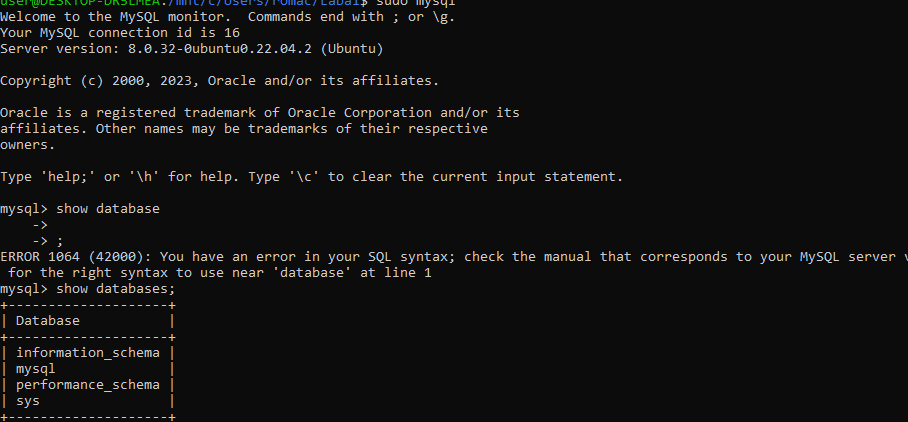 user@DESKTOP-DR5LMEA:/mnt/c/Users/romac/LaDa1$ sudo mysql
Welcome to the MySQL monitor.  Commands end with ; or \g.
Your MySQL connection id is 16
Server version: 8.0.32-0ubuntu0.22.04.2 (Ubuntu)
Copyright (c) 2000, 2023, Oracle and/or its affiliates.
Oracle is a registered trademark of Oracle Corporation and/or its
affiliates. Other names may be trademarks of their respective
owners.
Type 'help;' or '\h' for help. Type '\c' to clear the current input statement.
mysql> show database
    ->
    -> ;
ERROR 1064 (42000): You have an error in your SQL syntax; check the manual that corresponds to your MySQL server
 for the right syntax to use near 'database' at line 1
mysql> show databases;
+--------------------+
| Database           |
+--------------------+
| information_schema |
| mysql              |
| performance_schema |
| sys                |
+--------------------+